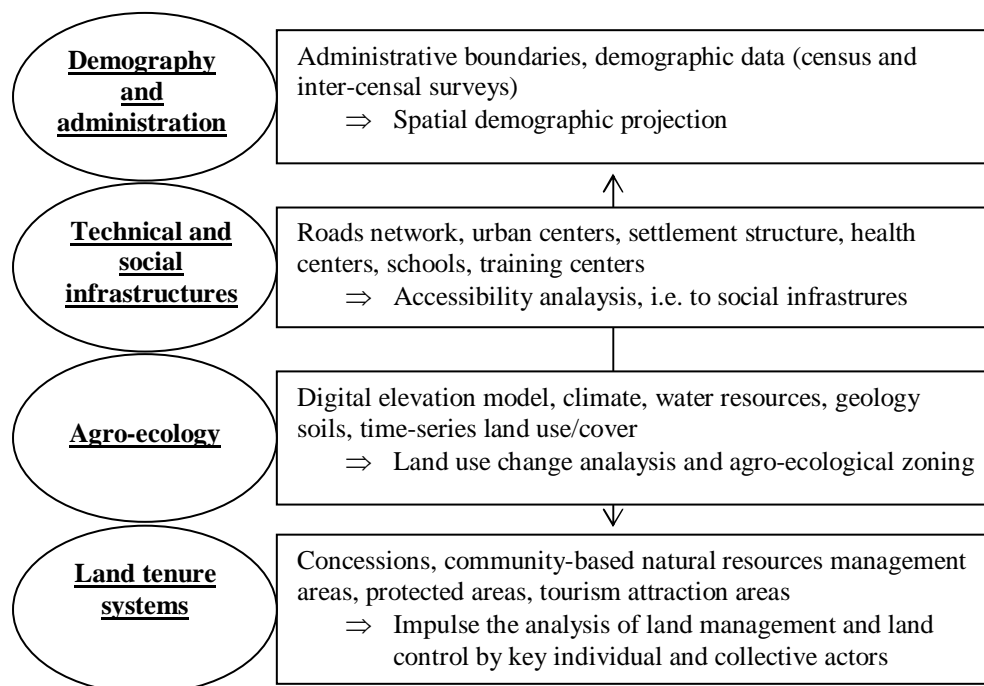 Demography
and
administration
Administrative boundaries, demographic data (census and
inter-censal surveys)
⇒ Spatial demographic projection
Technical and
social
infrastructures
Roads network, urban centers, settlement structure, health
centers, schools, training centers
⇒ Accessibility analaysis, i.e. to social infrastrures
Agro-ecology
Digital elevation model, climate, water resources, geology
soils, time-series land use/cover
⇒ Land use change analaysis and agro-ecological zoning
Land tenure
systems
Concessions, community-based natural resources management
areas, protected areas, tourism attraction areas
⇒ Impulse the analysis of land management and land
control by key individual and collective actors